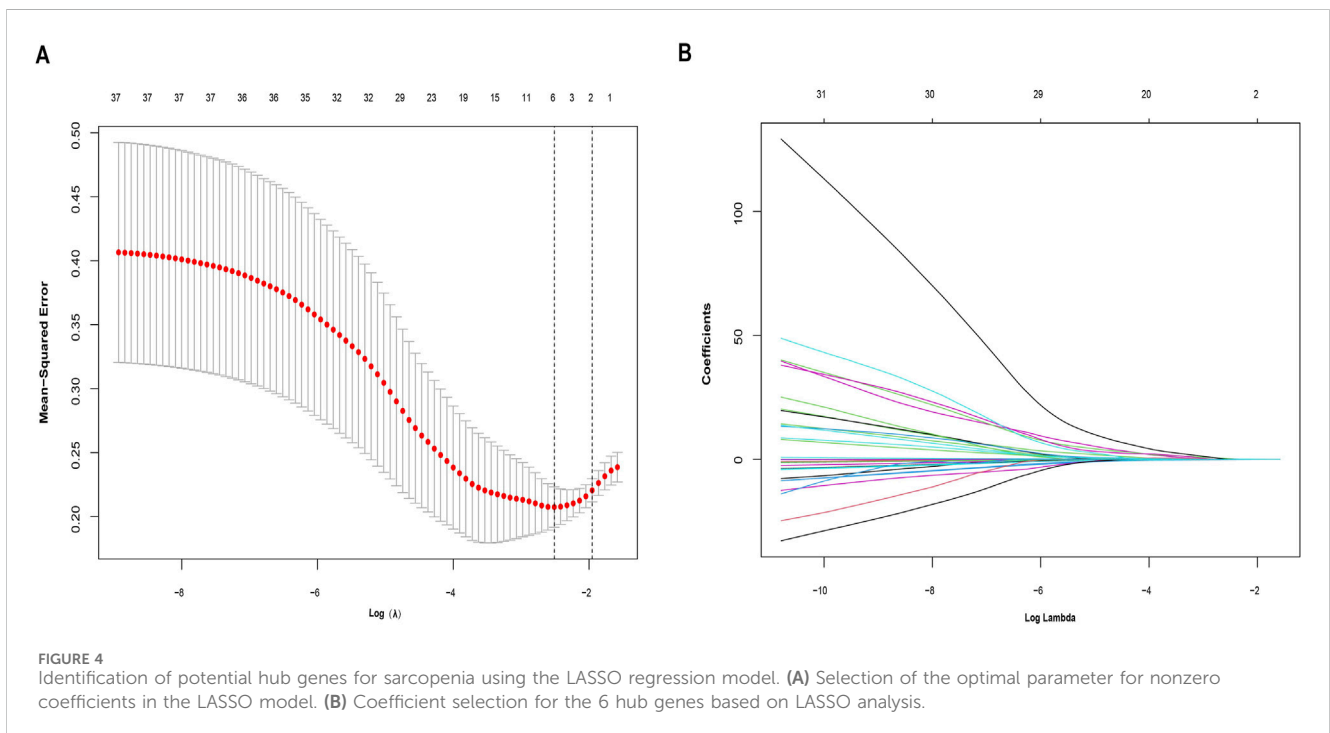 A
37 37 37 37 36 36 35 32 32 29 23 19 15 11 6 3 2 1
0.50
0.45
0.40
0.35
0.30
0.25
0.20
Mean-Squared Error
-8 -6 -4 -2
Log (λ)
B
31 30 29 20 2
100
50
0
Coefficients
-10 -8 -6 -4 -2
Log Lambda
FIGURE 4
Identification of potential hub genes for sarcopenia using the LASSO regression model. (A) Selection of the optimal parameter for nonzero
coefficients in the LASSO model. (B) Coefficient selection for the 6 hub genes based on LASSO analysis.